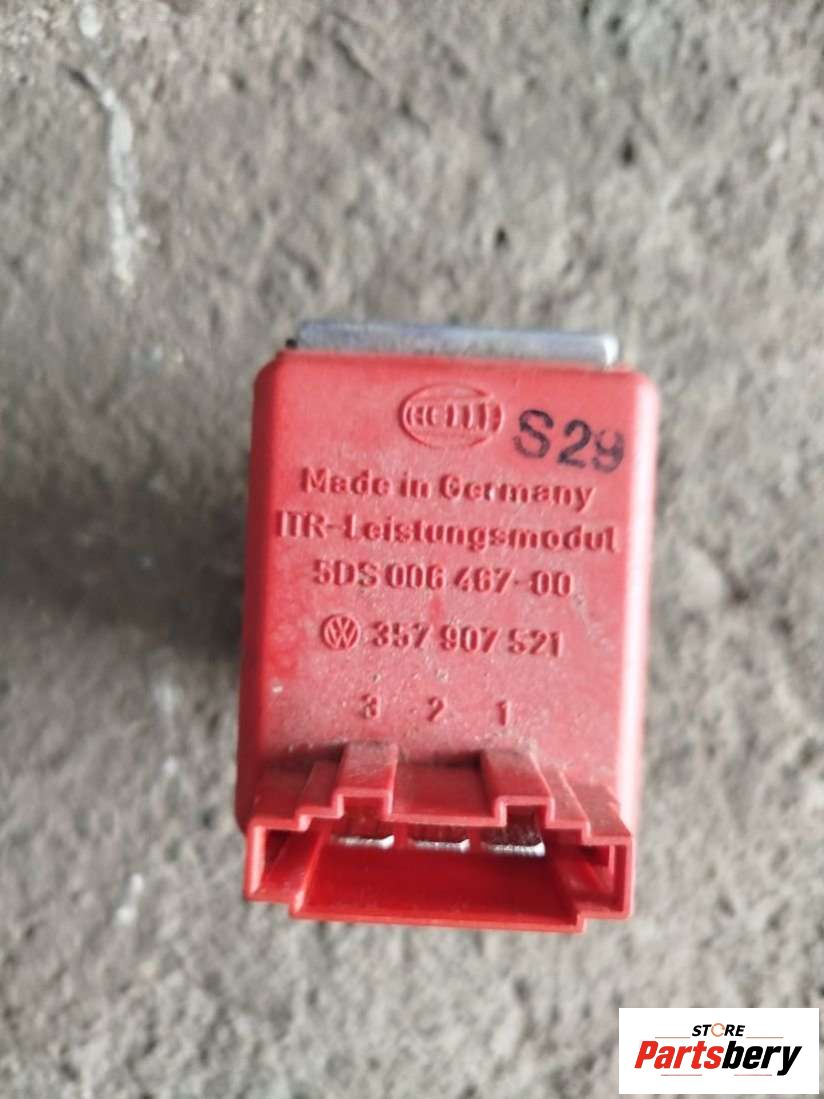 HELLA
S29
Made in Germany
ITR-Leistungsmodul
5DS 006 467-00
VW 357 907 521
3 2 1
STORE
Partsbery